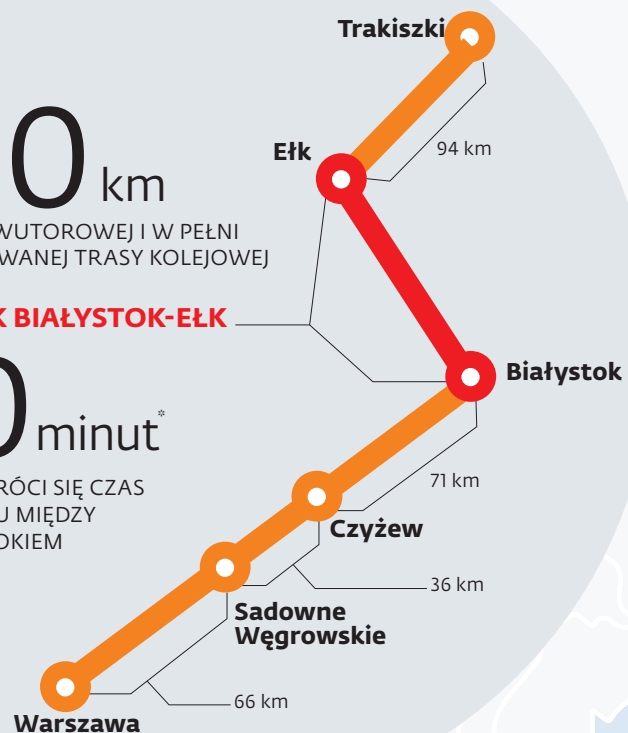 Trakiszki
94 km
Ełk
0 km
WUTOROWEJ I W PEŁNI
WANEJ TRASY KOLEJOWEJ
K BIAŁYSTOK-EŁK
Białystok
0 minut*
RÓCI SIĘ CZAS
U MIĘDZY
OKIEM
71 km
Czyżew
36 km
Sadowne
Węgrowskie
66 km
Warszawa